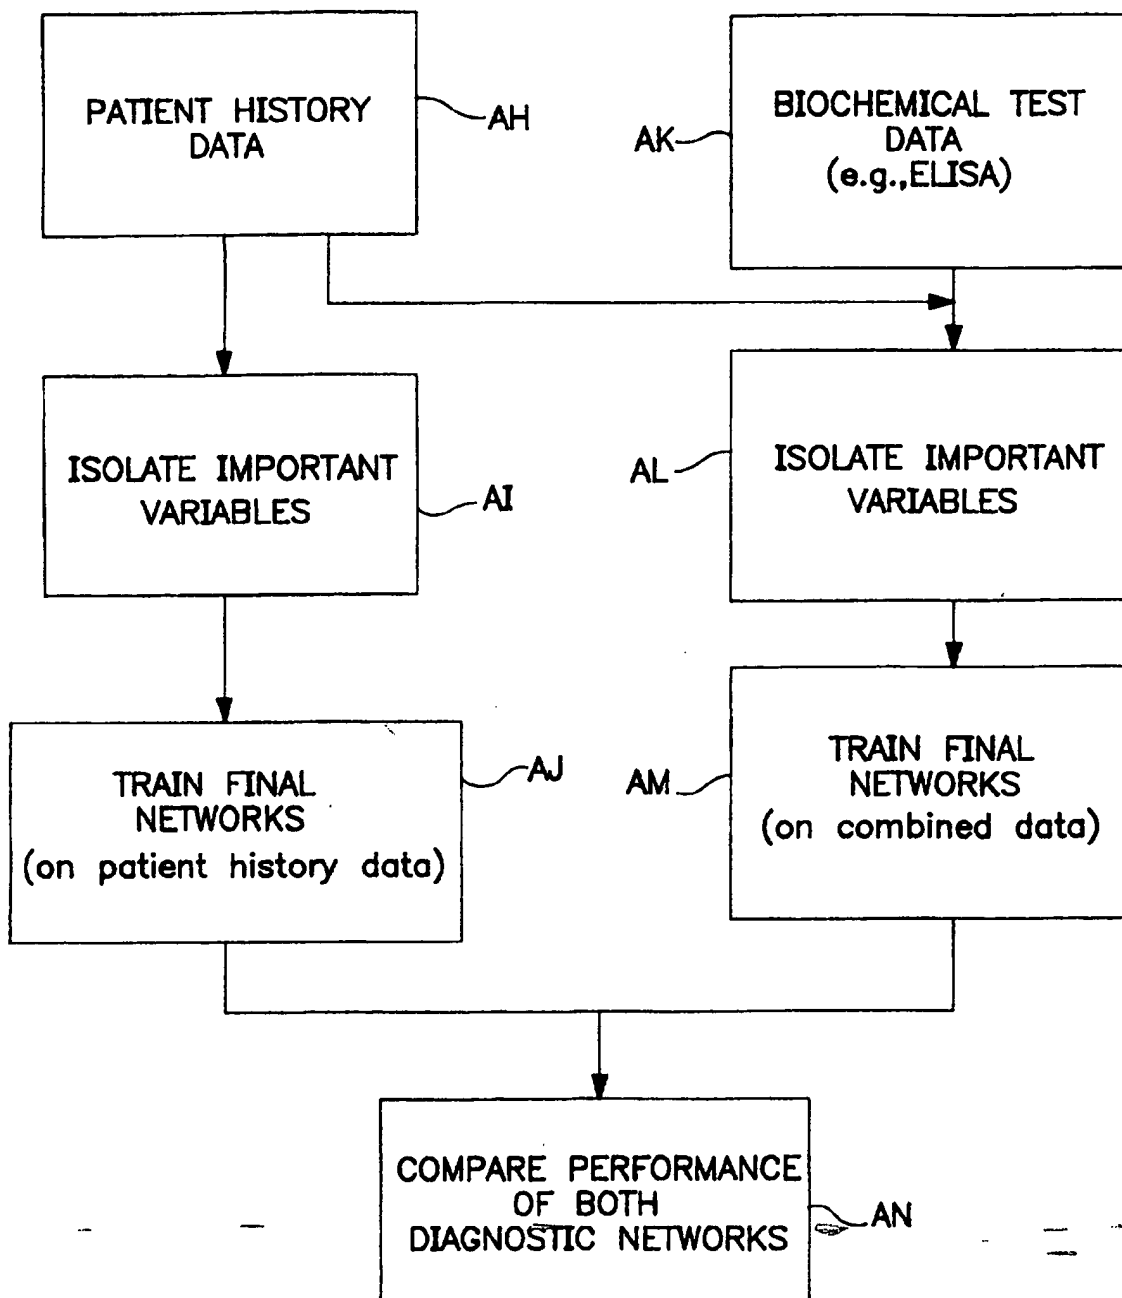 PATIENT HISTORY
DATA
AH
BIOCHEMICAL TEST
DATA
(e.g.,ELISA)
AK
ISOLATE IMPORTANT
VARIABLES
AI
ISOLATE IMPORTANT
VARIABLES
AL
TRAIN FINAL
NETWORKS
(on patient history data)
AJ
TRAIN FINAL
NETWORKS
(on combined data)
AM
COMPARE PERFORMANCE
OF BOTH
DIAGNOSTIC NETWORKS
AN